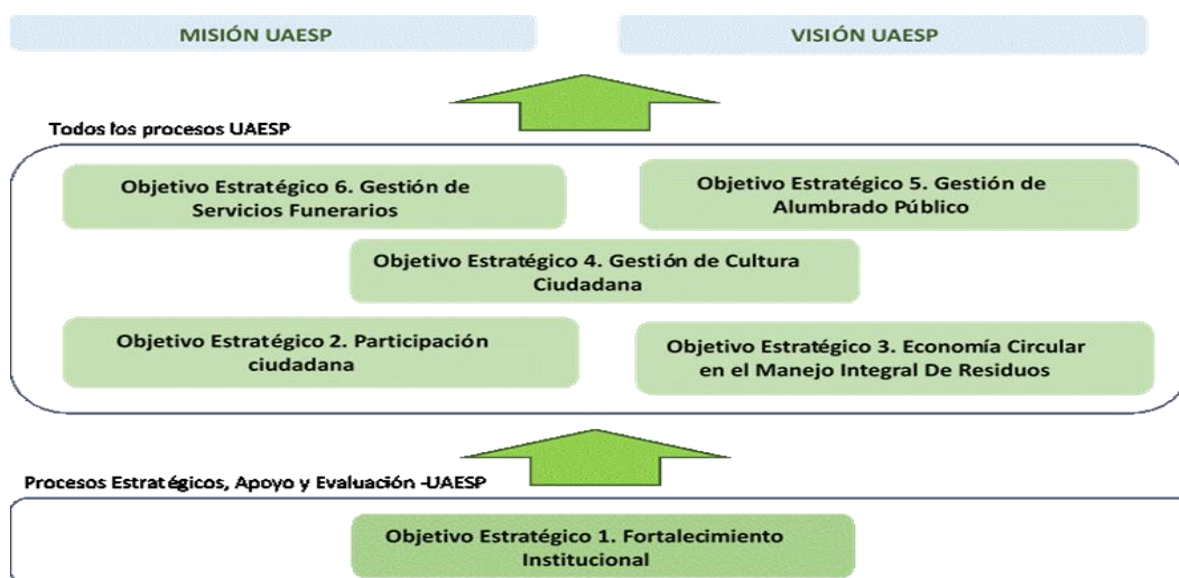 MISIÓN UAESP
VISIÓN UAESP
Todos los procesos UAESP
Objetivo Estratégico 6. Gestión de
Servicios Funerarios
Objetivo Estratégico 5. Gestión de
Alumbrado Público
Objetivo Estratégico 4. Gestión de Cultura
Ciudadana
Objetivo Estratégico 2. Participación
ciudadana
Objetivo Estratégico 3. Economía Circular
en el Manejo Integral De Residuos
Procesos Estratégicos, Apoyo y Evaluación -UAESP
Objetivo Estratégico 1. Fortalecimiento
Institucional